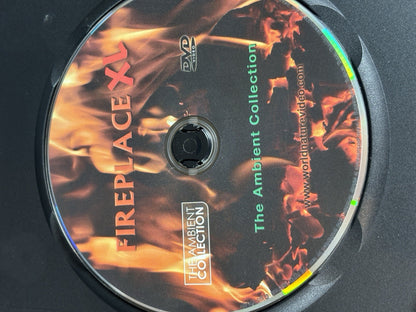 FIREPLACE XL
DVD
VIDEO
THE AMBIENT
COLLECTION
The Ambient Collection
www.worldnaturevideo.com